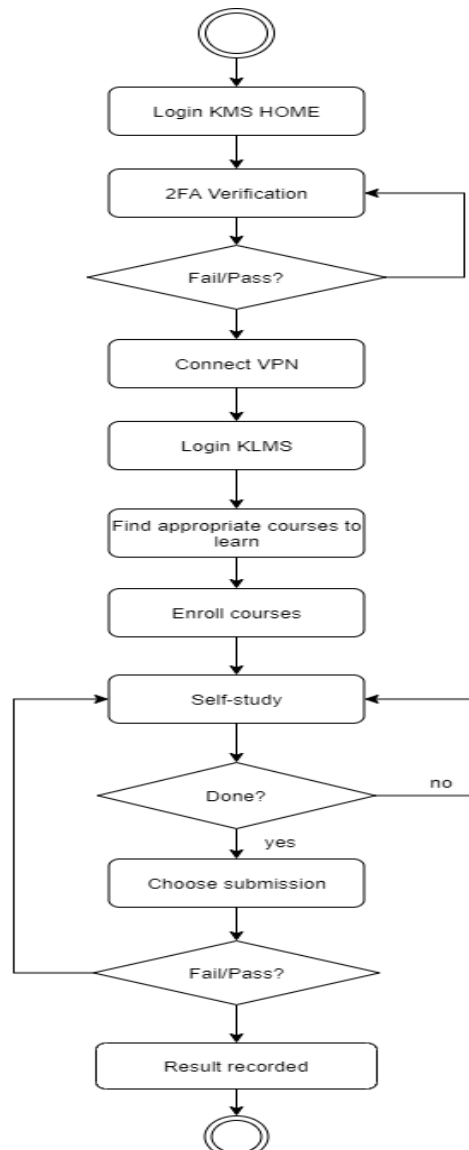 Login KMS HOME
2FA Verification
Fail/Pass?
Connect VPN
Login KLMS
Find appropriate courses to
learn
Enroll courses
Self-study
Done?
no
yes
Choose submission
Fail/Pass?
Result recorded